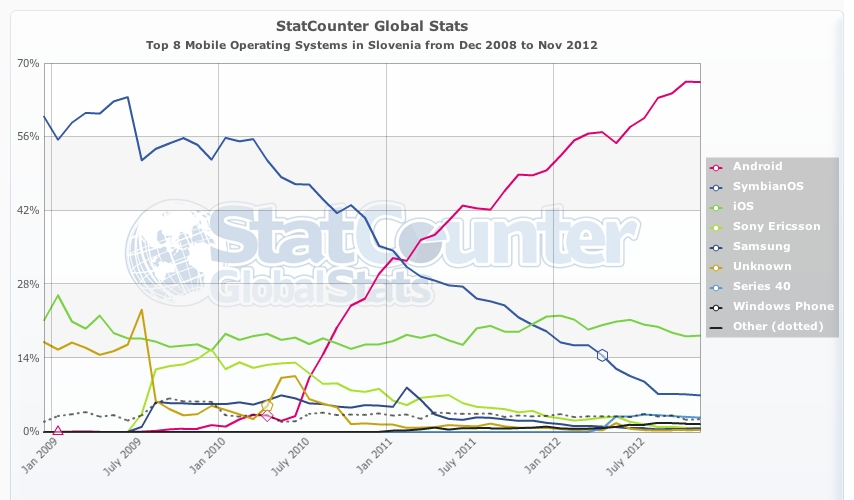 StatCounter Global Stats
Top 8 Mobile Operating Systems in Slovenia from Dec 2008 to Nov 2012
70%
56%
42%
28%
14%
0%
StatCounter
GlobalStats
Android
SymbianOS
iOS
Sony Ericsson
Samsung
Unknown
Series 40
Windows Phone
Other (dotted)
Jan 2009
July 2009
Jan 2010
July 2010
Jan 2011
July 2011
Jan 2012
July 2012